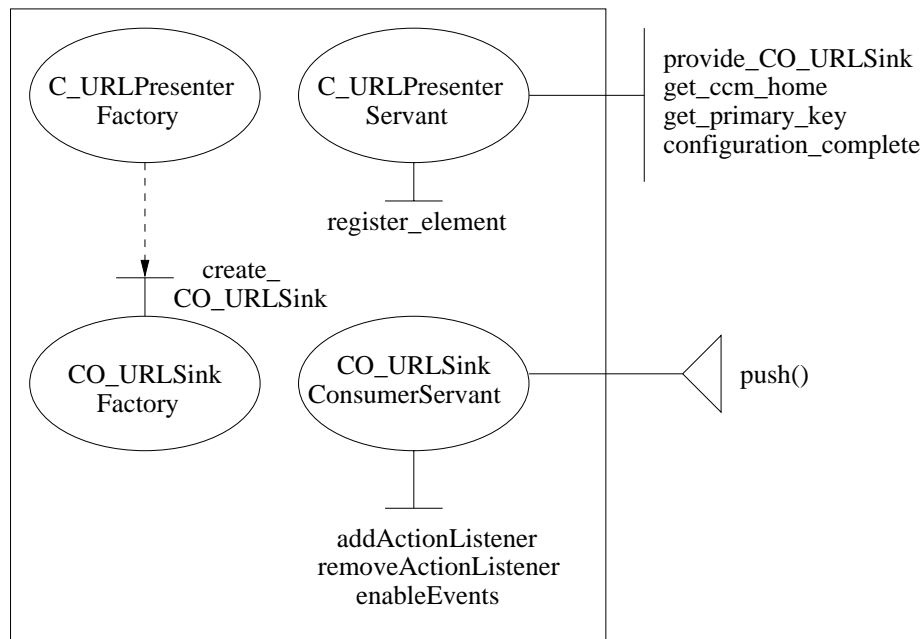 C_URLPresenter
Factory
C_URLPresenter
Servant
provide_CO_URLSink
get_ccm_home
get_primary_key
configuration_complete
register_element
create_
CO_URLSink
CO_URLSink
Factory
CO_URLSink
ConsumerServant
push()
addActionListener
removeActionListener
enableEvents